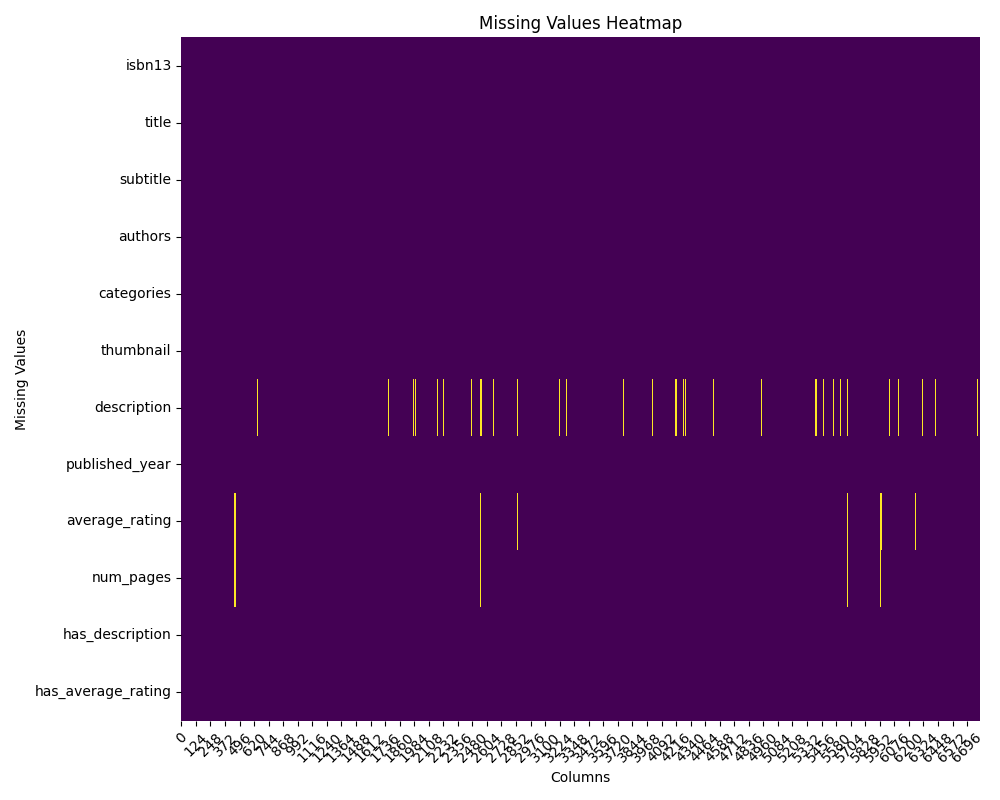 Missing Values Heatmap
isbn13
title
subtitle
authors
categories
thumbnail
description
published_year
average_rating
num_pages
has_description
has_average_rating
Missing Values
0 124 248 372 496 620 744 868 992 1116 1240 1364 1488 1612 1736 1860 1984 2108 2232 2356 2480 2604 2728 2852 2976 3100 3224 3348 3472 3596 3720 3844 3968 4092 4216 4340 4464 4588 4712 4836 4960 5084 5208 5332 5456 5580 5704 5828 5952 6076 6200 6324 6448 6572 6696
Columns